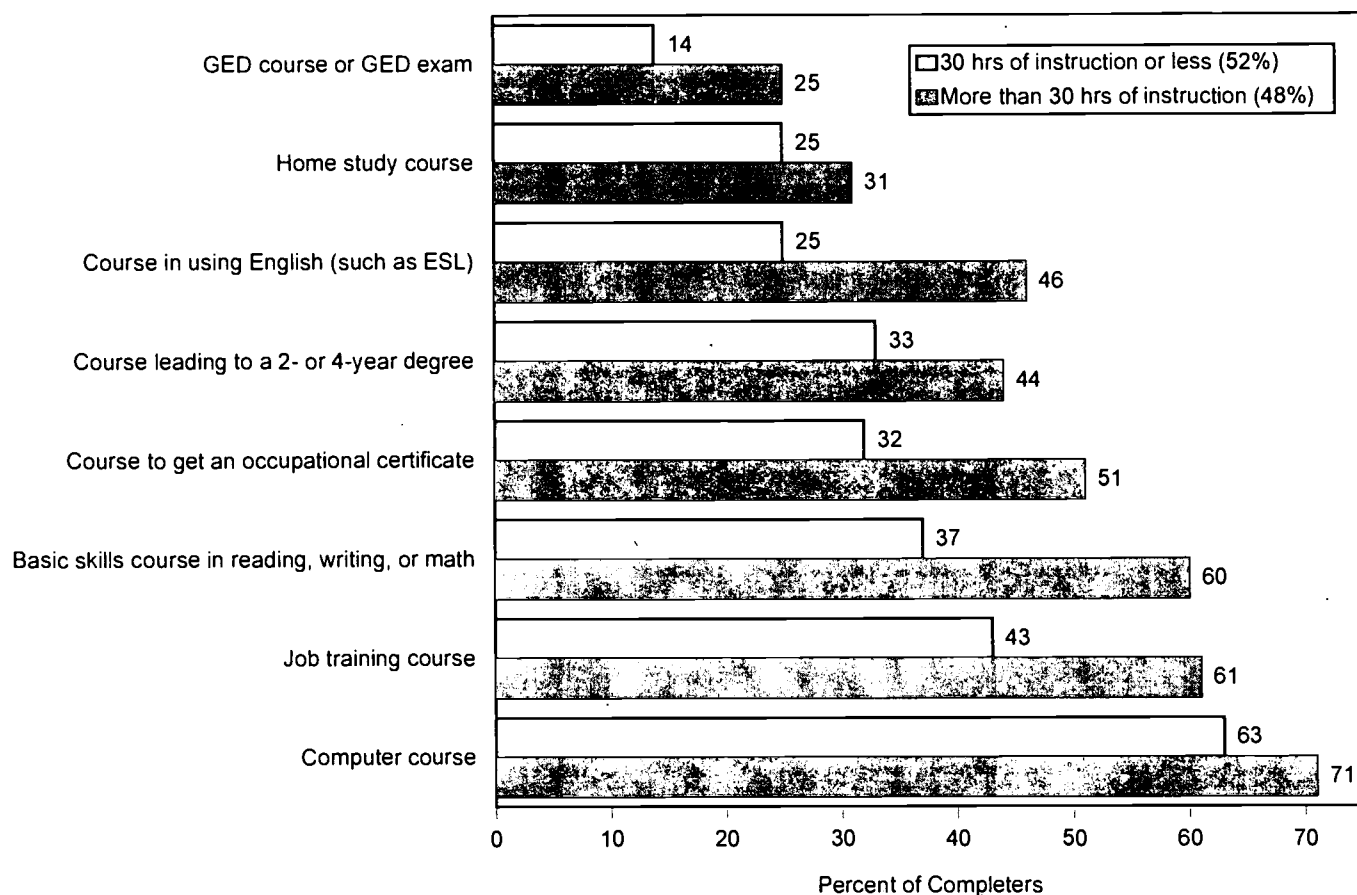 GED course or GED exam
14
25
30 hrs of instruction or less (52%)
More than 30 hrs of instruction (48%)
Home study course
25
31
Course in using English (such as ESL)
25
46
Course leading to a 2- or 4-year degree
33
44
Course to get an occupational certificate
32
51
Basic skills course in reading, writing, or math
37
60
Job training course
43
61
Computer course
63
71
0 10 20 30 40 50 60 70
Percent of Completers